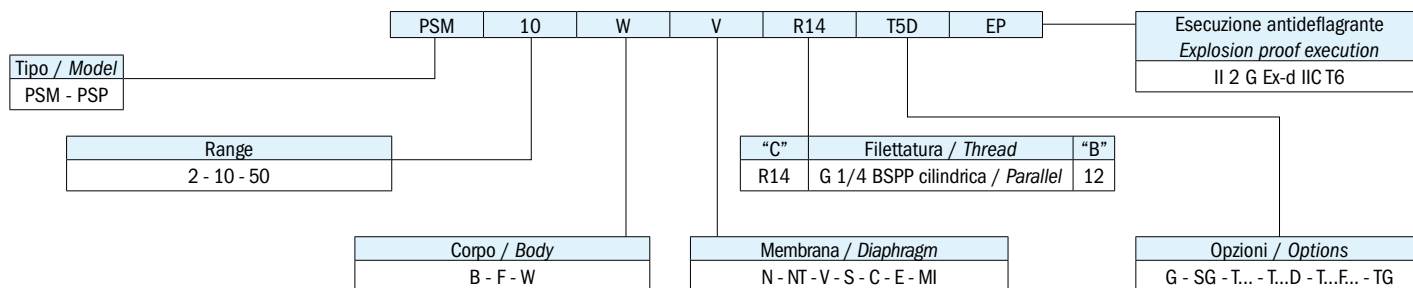 PSM 10 W V R14 T5D EP
Esecuzione antideflagrante
Explosion proof execution
II 2 G Ex-d IIC T6
Tipo / Model
PSM - PSP
Range
2 - 10 - 50
“C” Filettatura / Thread “B”
R14 G 1/4 BSPP cilindrica / Parallel 12
Corpo / Body
B - F - W
Membrana / Diaphragm
N - NT - V - S - C - E - MI
Opzioni / Options
G - SG - T... - T...D - T...F... - TG